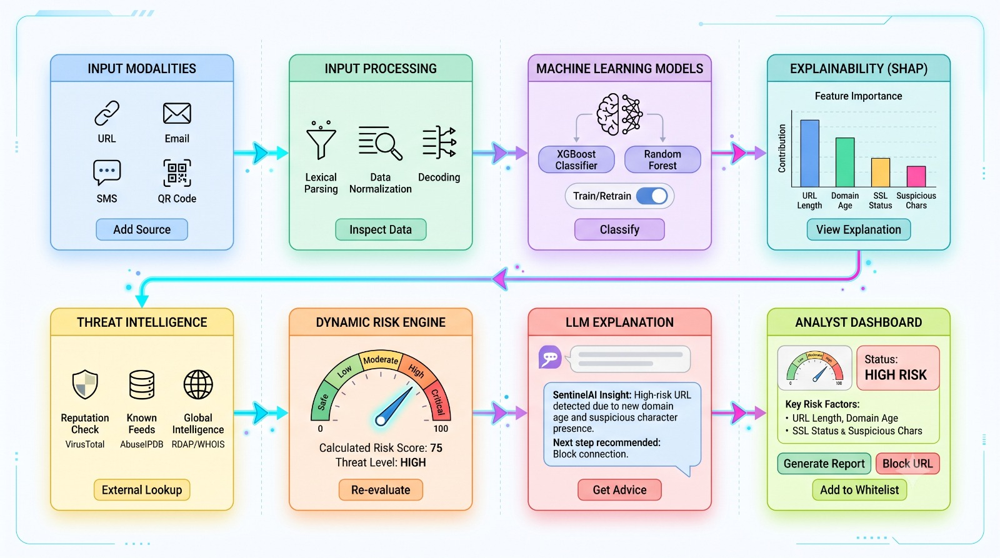 INPUT MODALITIES
URL
Email
SMS
QR Code
Add Source
INPUT PROCESSING
Lexical
Parsing
Data
Normalization
Decoding
Inspect Data
MACHINE LEARNING MODELS
XGBoost
Classifier
Random
Forest
Train/Retrain
Classify
EXPLAINABILITY (SHAP)
Feature Importance
Contribution
URL
Length
Domain
Age
SSL
Status
Suspicious
Chars
View Explanation
THREAT INTELLIGENCE
Reputation
Check
VirusTotal
Known
Feeds
AbuseIPDB
Global
Intelligence
RDAP/WHOIS
External Lookup
DYNAMIC RISK ENGINE
Safe
Low
Moderate
High
Critical
0
100
Calculated Risk Score: 75
Threat Level: HIGH
Re-evaluate
LLM EXPLANATION
SentinelAI Insight: High-risk URL
detected due to new domain
age and suspicious character
presence.
Next step recommended:
Block connection.
Get Advice
ANALYST DASHBOARD
Low
Moderate
High
0
100
Status:
HIGH RISK
Key Risk Factors:
• URL Length, Domain Age
• SSL Status & Suspicious Chars
Generate Report
Block URL
Add to Whitelist